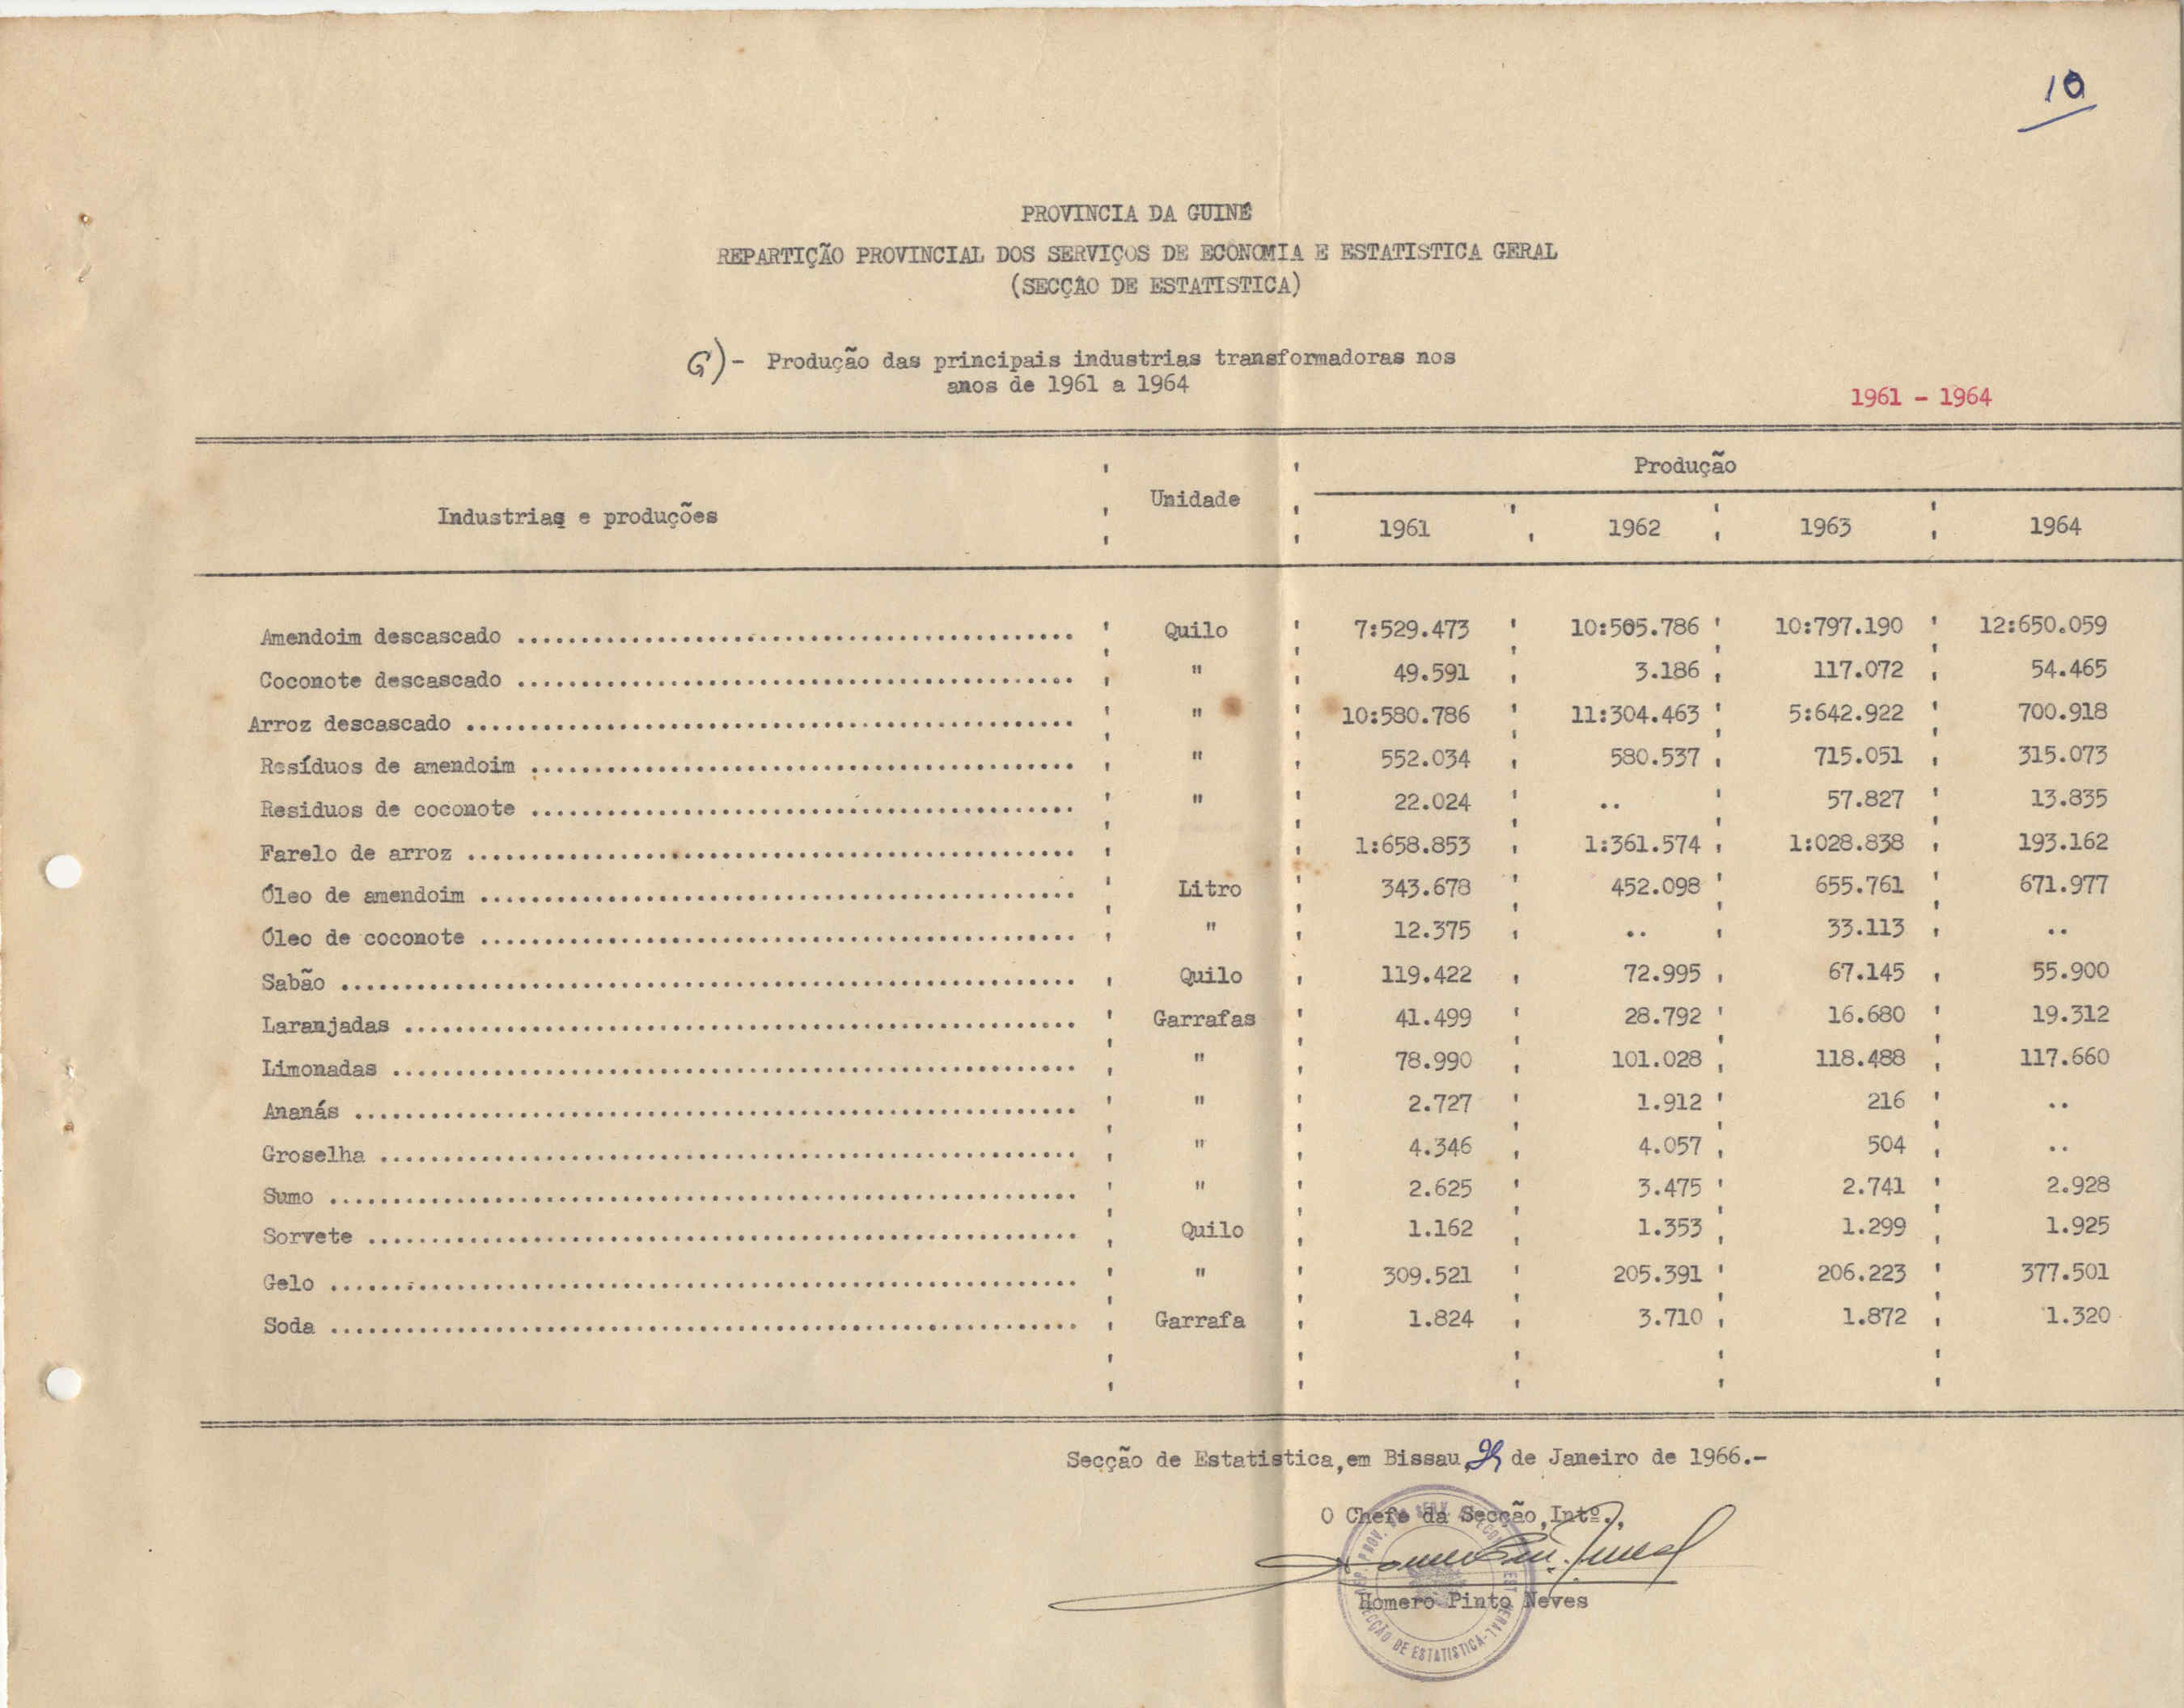 10
PROVINCIA DA GUINÉ
REPARTIÇÃO PROVINCIAL DOS SERVIÇOS DE ECONOMIA E ESTATISTICA GERAL
(SECÇÃO DE ESTATISTICA)
G)- Produção das principais industrias transformadoras nos
anos de 1961 a 1964
1961 - 1964
Industrias e produções Unidade Produção
1961 1962 1963 1964
Amendoim descascado ............ Quilo 7:529.473 10:505.786 10:797.190 12:650.059
Coconote descascado ............ " 49.591 3.186 117.072 54.465
Arroz descascado ............ " 10:580.786 11:304.463 5:642.922 700.918
Resíduos de amendoim ............ " 552.034 580.537 715.051 315.073
Residuos de coconote ............ " 22.024 .. 57.827 13.835
Farelo de arroz ............ 1:658.853 1:361.574 1:028.838 193.162
Óleo de amendoim ............ Litro 343.678 452.098 655.761 671.977
Óleo de coconote ............ " 12.375 .. 33.113 ..
Sabão ............ Quilo 119.422 72.995 67.145 55.900
Laranjadas ............ Garrafas 41.499 28.792 16.680 19.312
Limonadas ............ " 78.990 101.028 118.488 117.660
Ananás ............ " 2.727 1.912 216 ..
Groselha ............ " 4.346 4.057 504 ..
Sumo ............ " 2.625 3.475 2.741 2.928
Sorvete ............ Quilo 1.162 1.353 1.299 1.925
Gelo ............ " 309.521 205.391 206.223 377.501
Soda ............ Garrafa 1.824 3.710 1.872 1.320
Secção de Estatistica,em Bissau, de Janeiro de 1966.-
O Chefe da Secção,Intº.,
Homero Pinto Neves
SECÇÃO DE ESTATISTICA